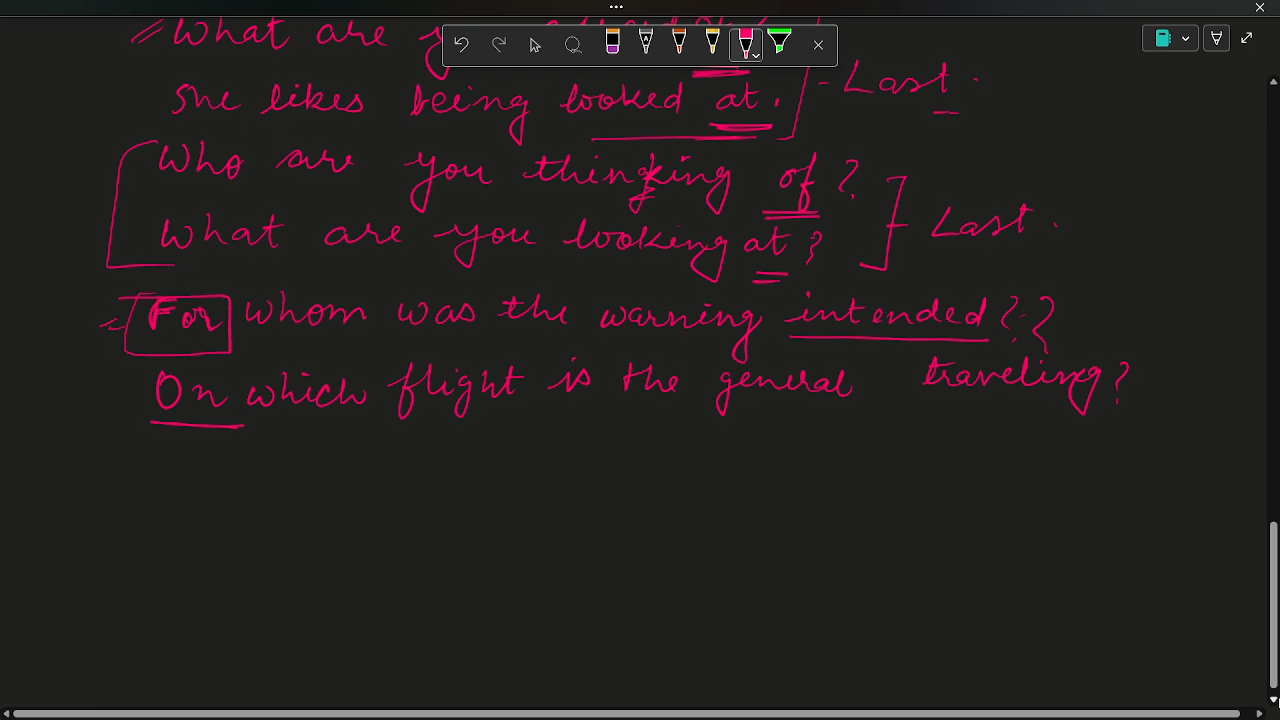 What are
She likes being looked at. Last.
Who are you thinking of?
What are you looking at? Last.
For whom was the warning intended??
On which flight is the general traveling?